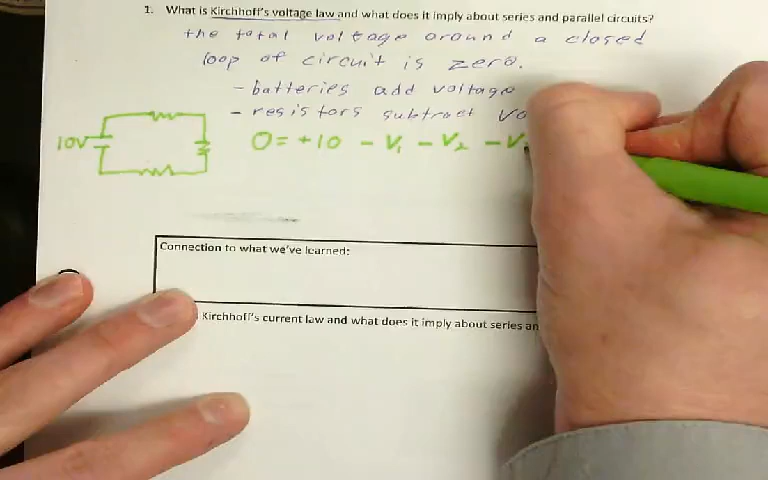 1. What is Kirchhoff's voltage law and what does it imply about series and parallel circuits?
the total voltage around a closed
loop of circuit is zero.
- batteries add voltage
- resistors subtract vo
10V
0 = +10 - V₁ - V₂ - V
Connection to what we've learned:
Kirchhoff's current law and what does it imply about series an